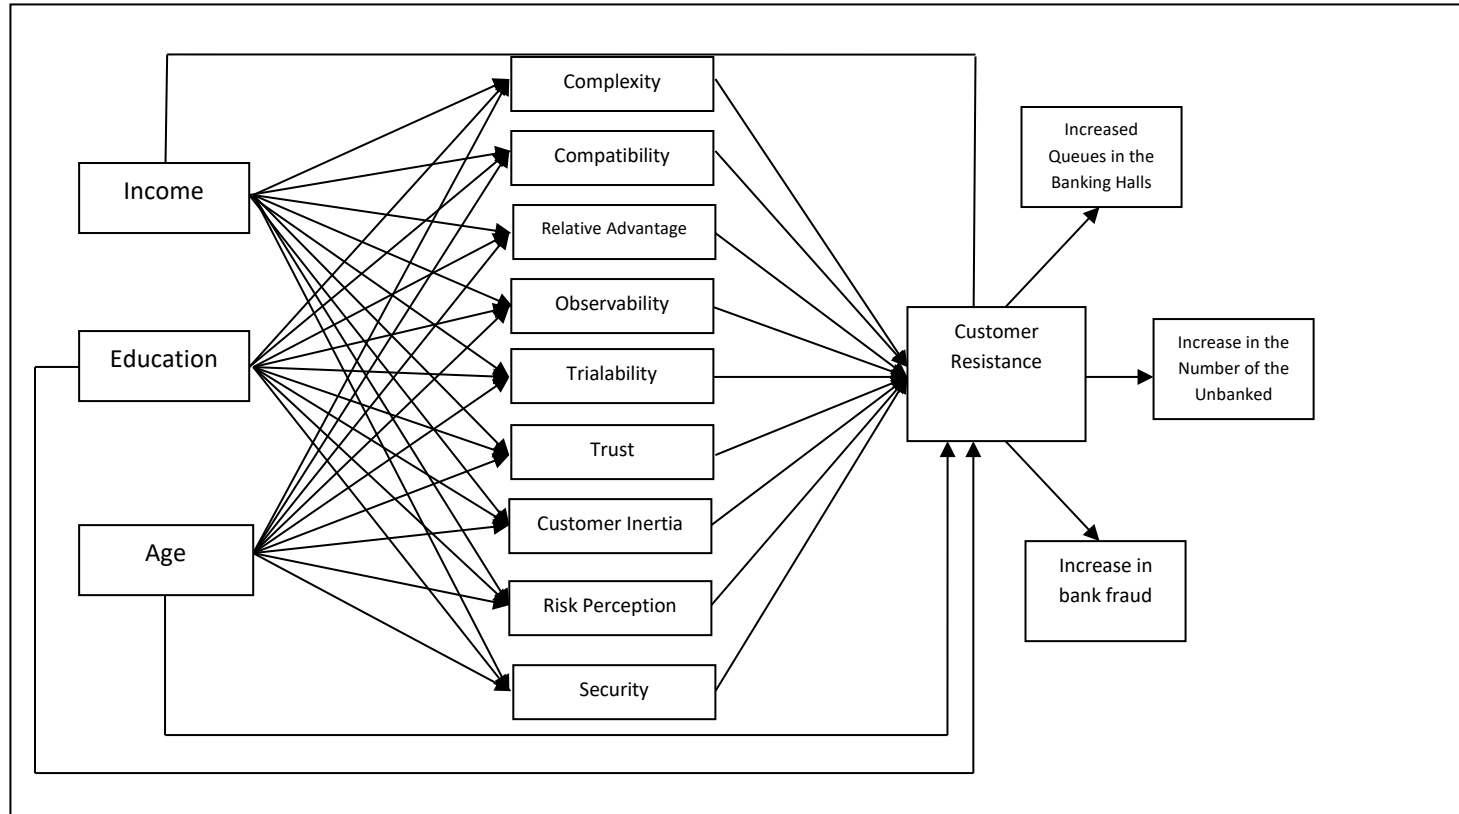 Income
Education
Age
Complexity
Compatibility
Relative Advantage
Observability
Trialability
Trust
Customer Inertia
Risk Perception
Security
Customer
Resistance
Increased
Queues in the
Banking Halls
Increase in the
Number of the
Unbanked
Increase in
bank fraud